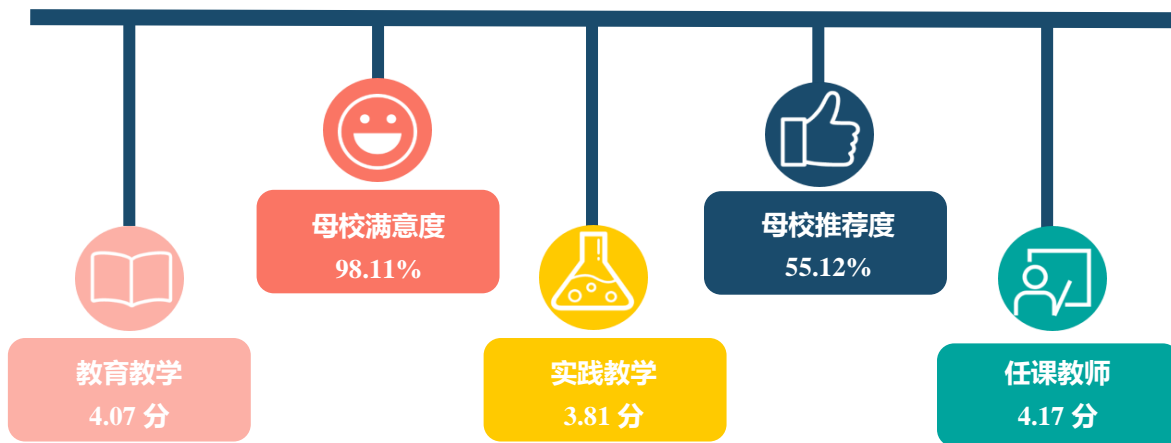 母校满意度
98.11%
母校推荐度
55.12%
教育教学
4.07 分
实践教学
3.81 分
任课教师
4.17 分